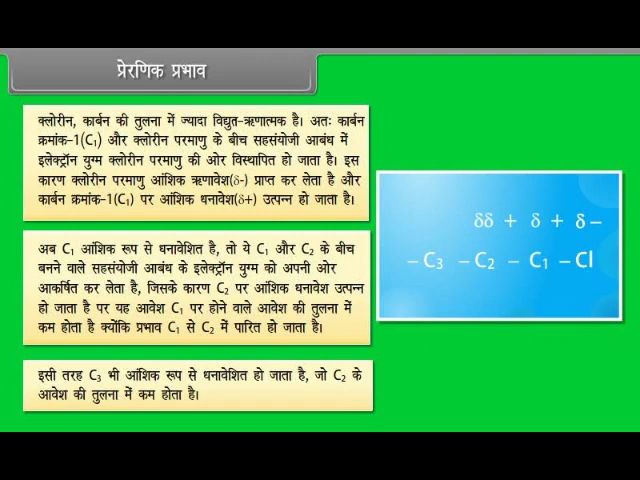 प्रेरणिक प्रभाव
क्लोरीन, कार्बन की तुलना में ज्यादा विद्युत-ऋणात्मक है। अतः कार्बन
क्रमांक-1(C₁) और क्लोरीन परमाणु के बीच सहसंयोजी आबंध में
इलेक्ट्रॉन युग्म क्लोरीन परमाणु की ओर विस्थापित हो जाता है। इस
कारण क्लोरीन परमाणु आंशिक ऋणावेश(δ-) प्राप्त कर लेता है और
कार्बन क्रमांक-1(C₁) पर आंशिक धनावेश(δ+) उत्पन्न हो जाता है।
अब C₁ आंशिक रूप से धनावेशित है, तो ये C₁ और C₂ के बीच
बनने वाले सहसंयोजी आबंध के इलेक्ट्रॉन युग्म को अपनी ओर
आकर्षित कर लेता है, जिसके कारण C₂ पर आंशिक धनावेश उत्पन्न
हो जाता है पर यह आवेश C₁ पर होने वाले आवेश की तुलना में
कम होता है क्योंकि प्रभाव C₁ से C₂ में पारित हो जाता है।
इसी तरह C₃ भी आंशिक रूप से धनावेशित हो जाता है, जो C₂ के
आवेश की तुलना में कम होता है।
δδ + δ + δ –
– C₃ – C₂ – C₁ – Cl